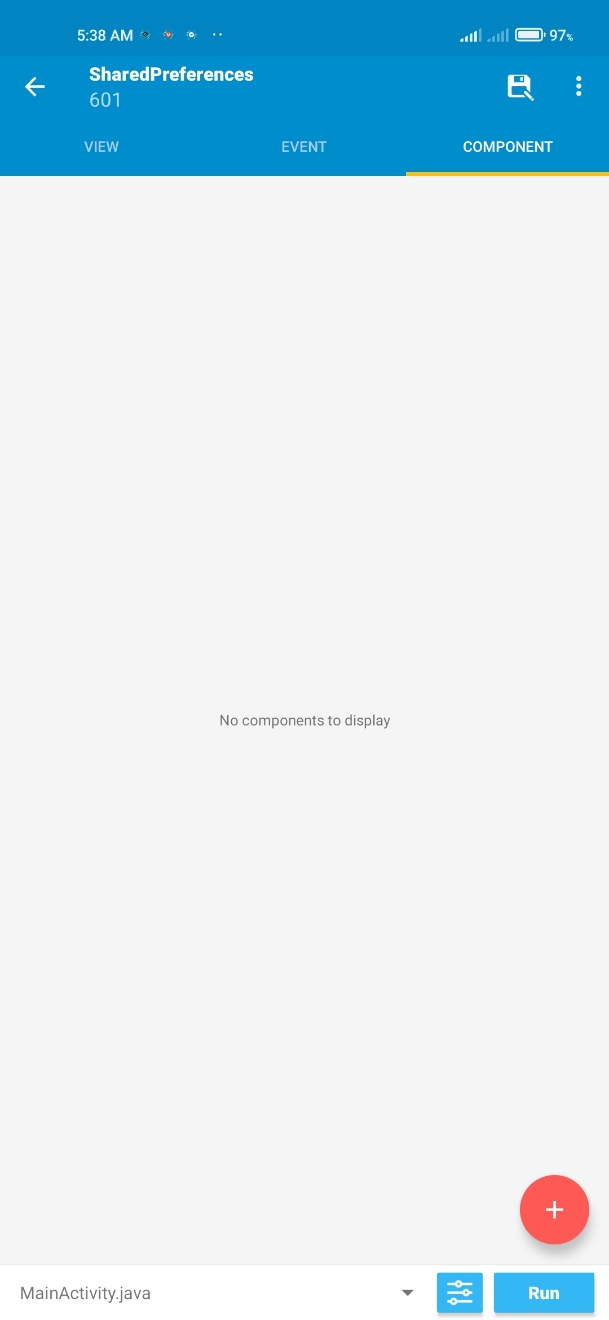 5:38 AM
97%
SharedPreferences
601
VIEW
EVENT
COMPONENT
No components to display
MainActivity.java
Run